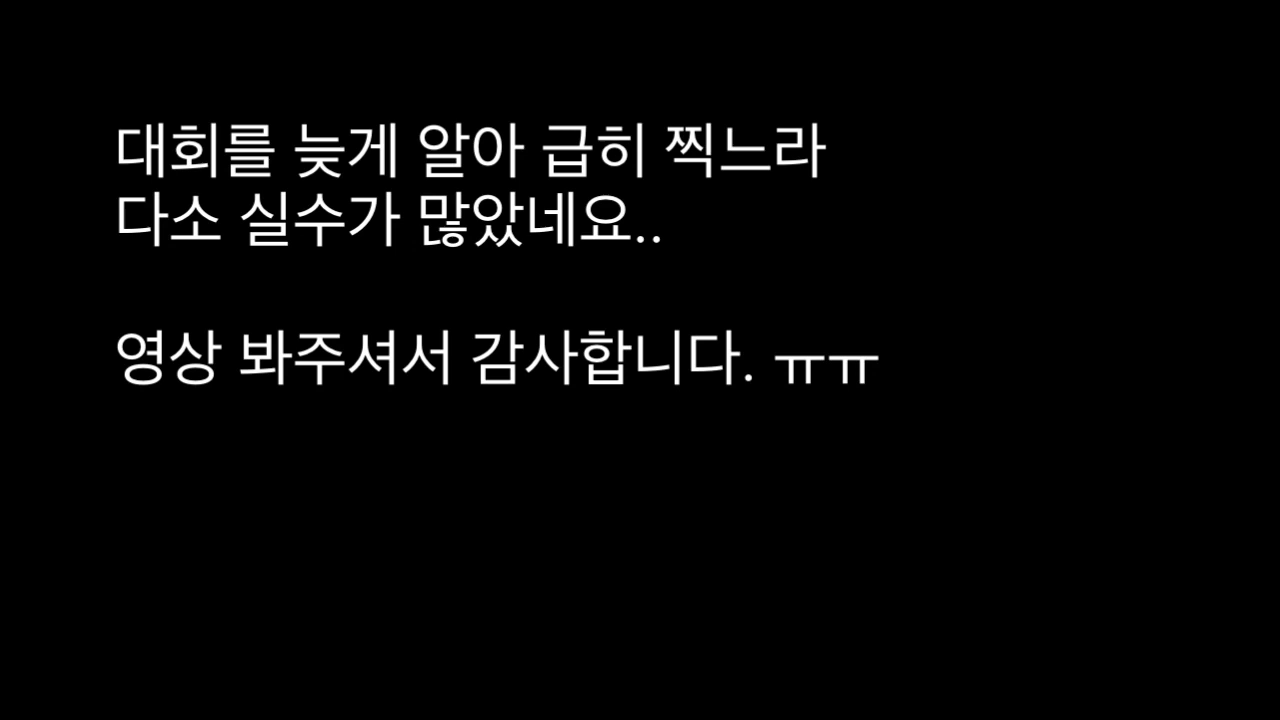 대회를 늦게 알아 급히 찍느라
다소 실수가 많았네요..
영상 봐주셔서 감사합니다. ㅠㅠ